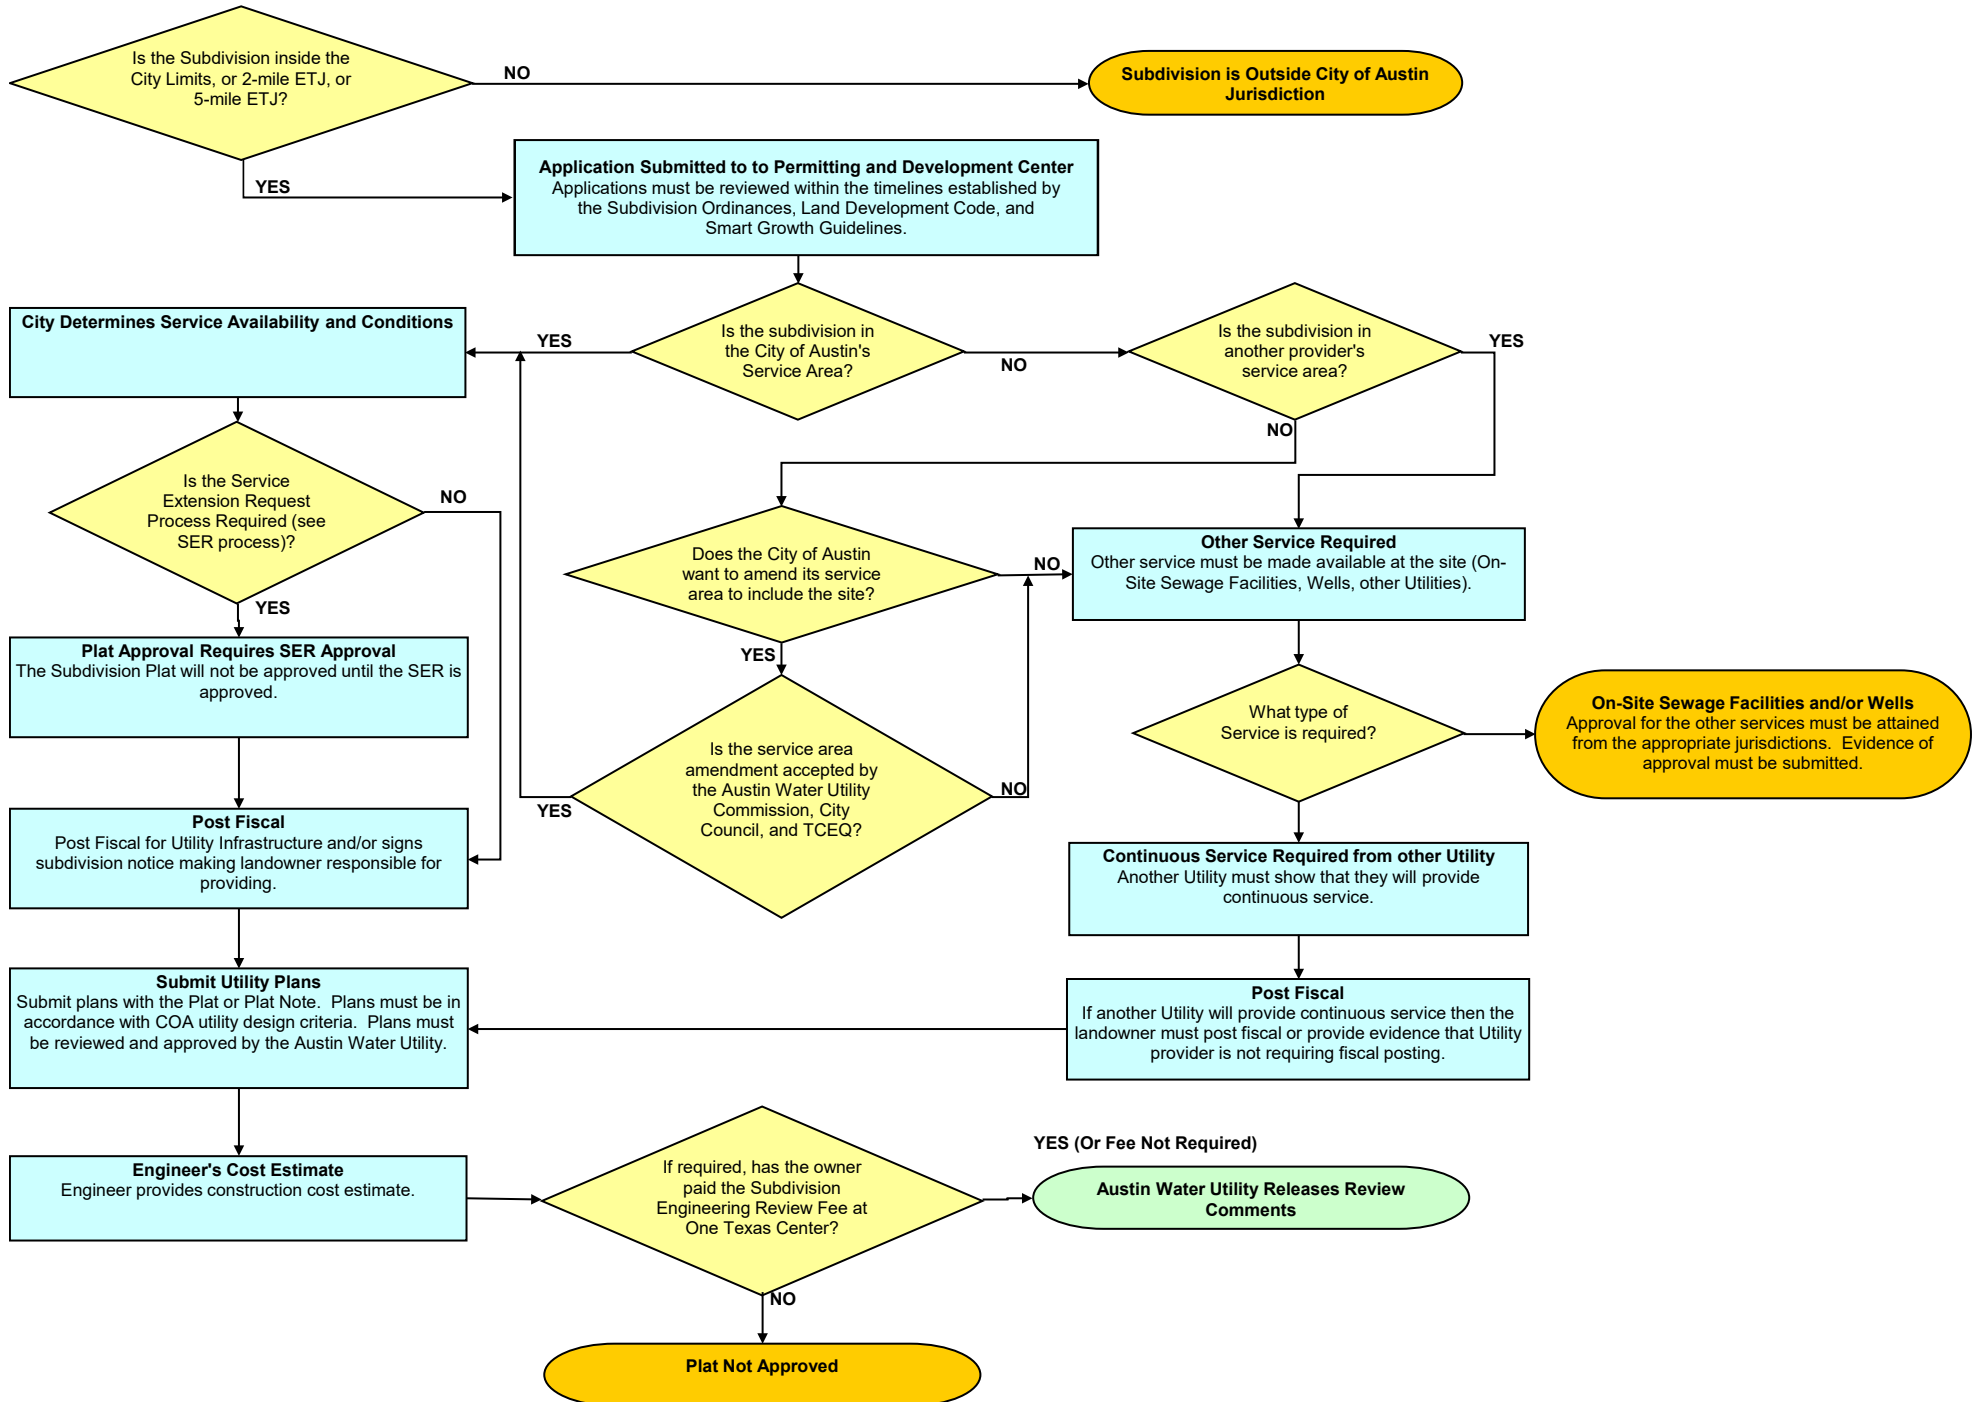 Is the Subdivision inside the
City Limits, or 2-mile ETJ, or
5-mile ETJ?
NO
Subdivision is Outside City of Austin
Jurisdiction
YES
Application Submitted to to Permitting and Development Center
Applications must be reviewed within the timelines established by
the Subdivision Ordinances, Land Development Code, and
Smart Growth Guidelines.
City Determines Service Availability and Conditions
YES
Is the subdivision in
the City of Austin's
Service Area?
NO
Is the subdivision in
another provider's
service area?
YES
NO
Is the Service
Extension Request
Process Required (see
SER process)?
NO
YES
Does the City of Austin
want to amend its service
area to include the site?
NO
YES
Other Service Required
Other service must be made available at the site (On-
Site Sewage Facilities, Wells, other Utilities).
Plat Approval Requires SER Approval
The Subdivision Plat will not be approved until the SER is
approved.
Is the service area
amendment accepted by
the Austin Water Utility
Commission, City
Council, and TCEQ?
YES
NO
What type of
Service is required?
On-Site Sewage Facilities and/or Wells
Approval for the other services must be attained
from the appropriate jurisdictions.  Evidence of
approval must be submitted.
Post Fiscal
Post Fiscal for Utility Infrastructure and/or signs
subdivision notice making landowner responsible for
providing.
Continuous Service Required from other Utility
Another Utility must show that they will provide
continuous service.
Submit Utility Plans
Submit plans with the Plat or Plat Note.  Plans must be in
accordance with COA utility design criteria.  Plans must
be reviewed and approved by the Austin Water Utility.
Post Fiscal
If another Utility will provide continuous service then the
landowner must post fiscal or provide evidence that Utility
provider is not requiring fiscal posting.
Engineer's Cost Estimate
Engineer provides construction cost estimate.
If required, has the owner
paid the Subdivision
Engineering Review Fee at
One Texas Center?
YES (Or Fee Not Required)
Austin Water Utility Releases Review
Comments
NO
Plat Not Approved